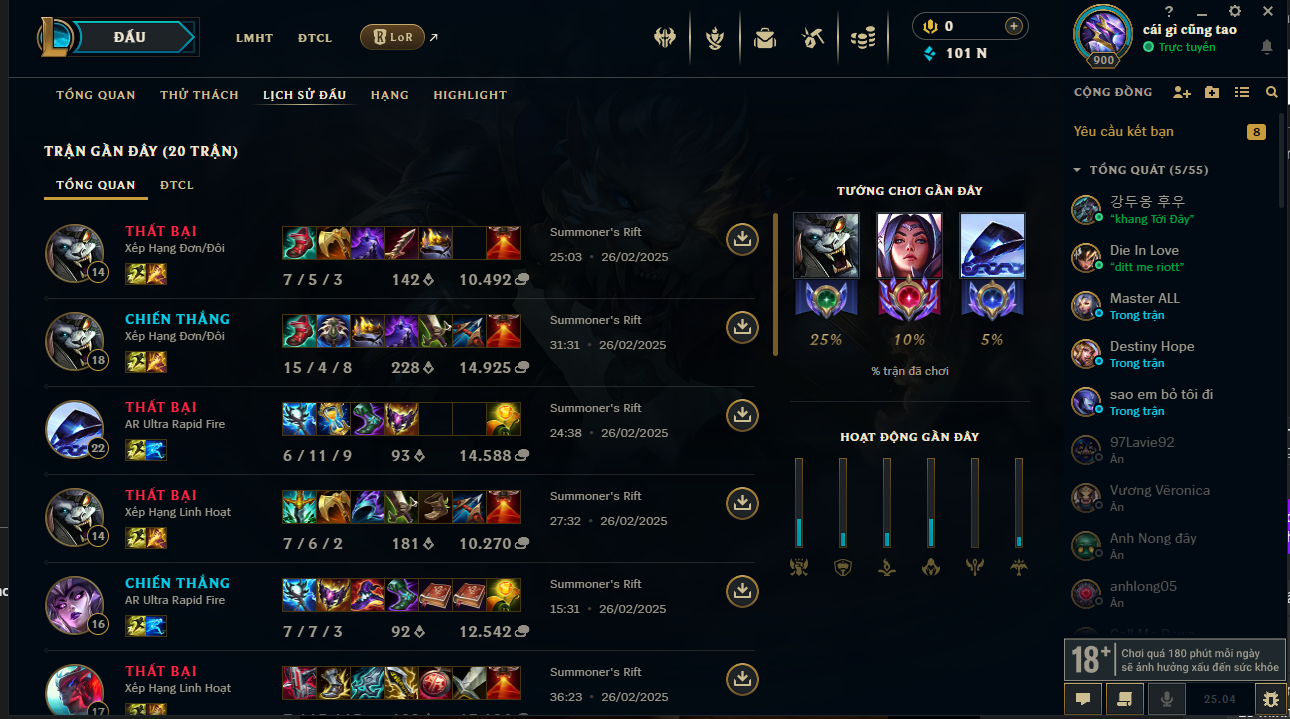 ĐẤU
LMHT
ĐTCL
LoR
0
101 N
?
cái gì cũng tao
Trực tuyến
900
TỔNG QUAN
THỬ THÁCH
LỊCH SỬ ĐẤU
HẠNG
HIGHLIGHT
TRẬN GẦN ĐÂY (20 TRẬN)
TỔNG QUAN
ĐTCL
14
THẤT BẠI
Xếp Hạng Đơn/Đôi
7 / 5 / 3
142
10.492
Summoner's Rift
25:03 • 26/02/2025
18
CHIẾN THẮNG
Xếp Hạng Đơn/Đôi
15 / 4 / 8
228
14.925
Summoner's Rift
31:31 • 26/02/2025
22
THẤT BẠI
AR Ultra Rapid Fire
6 / 11 / 9
93
14.588
Summoner's Rift
24:38 • 26/02/2025
14
THẤT BẠI
Xếp Hạng Linh Hoạt
7 / 6 / 2
181
10.270
Summoner's Rift
27:32 • 26/02/2025
16
CHIẾN THẮNG
AR Ultra Rapid Fire
7 / 7 / 3
92
12.542
Summoner's Rift
15:31 • 26/02/2025
17
THẤT BẠI
Xếp Hạng Linh Hoạt
Summoner's Rift
36:23 • 26/02/2025
TƯỚNG CHƠI GẦN ĐÂY
25%
10%
5%
% trận đã chơi
HOẠT ĐỘNG GẦN ĐÂY
CỘNG ĐỒNG
Yêu cầu kết bạn
8
TỔNG QUÁT (5/55)
강두옹 후우
“khang Tới Đây”
Die In Love
“ditt me riott”
Master ALL
Trong trận
Destiny Hope
Trong trận
sao em bỏ tôi đi
Trong trận
97Lavie92
Ẩn
Vương Vëronica
Ẩn
Anh Nong đây
Ẩn
anhlong05
Ẩn
18+
Chơi quá 180 phút mỗi ngày
sẽ ảnh hưởng xấu đến sức khỏe
25.04